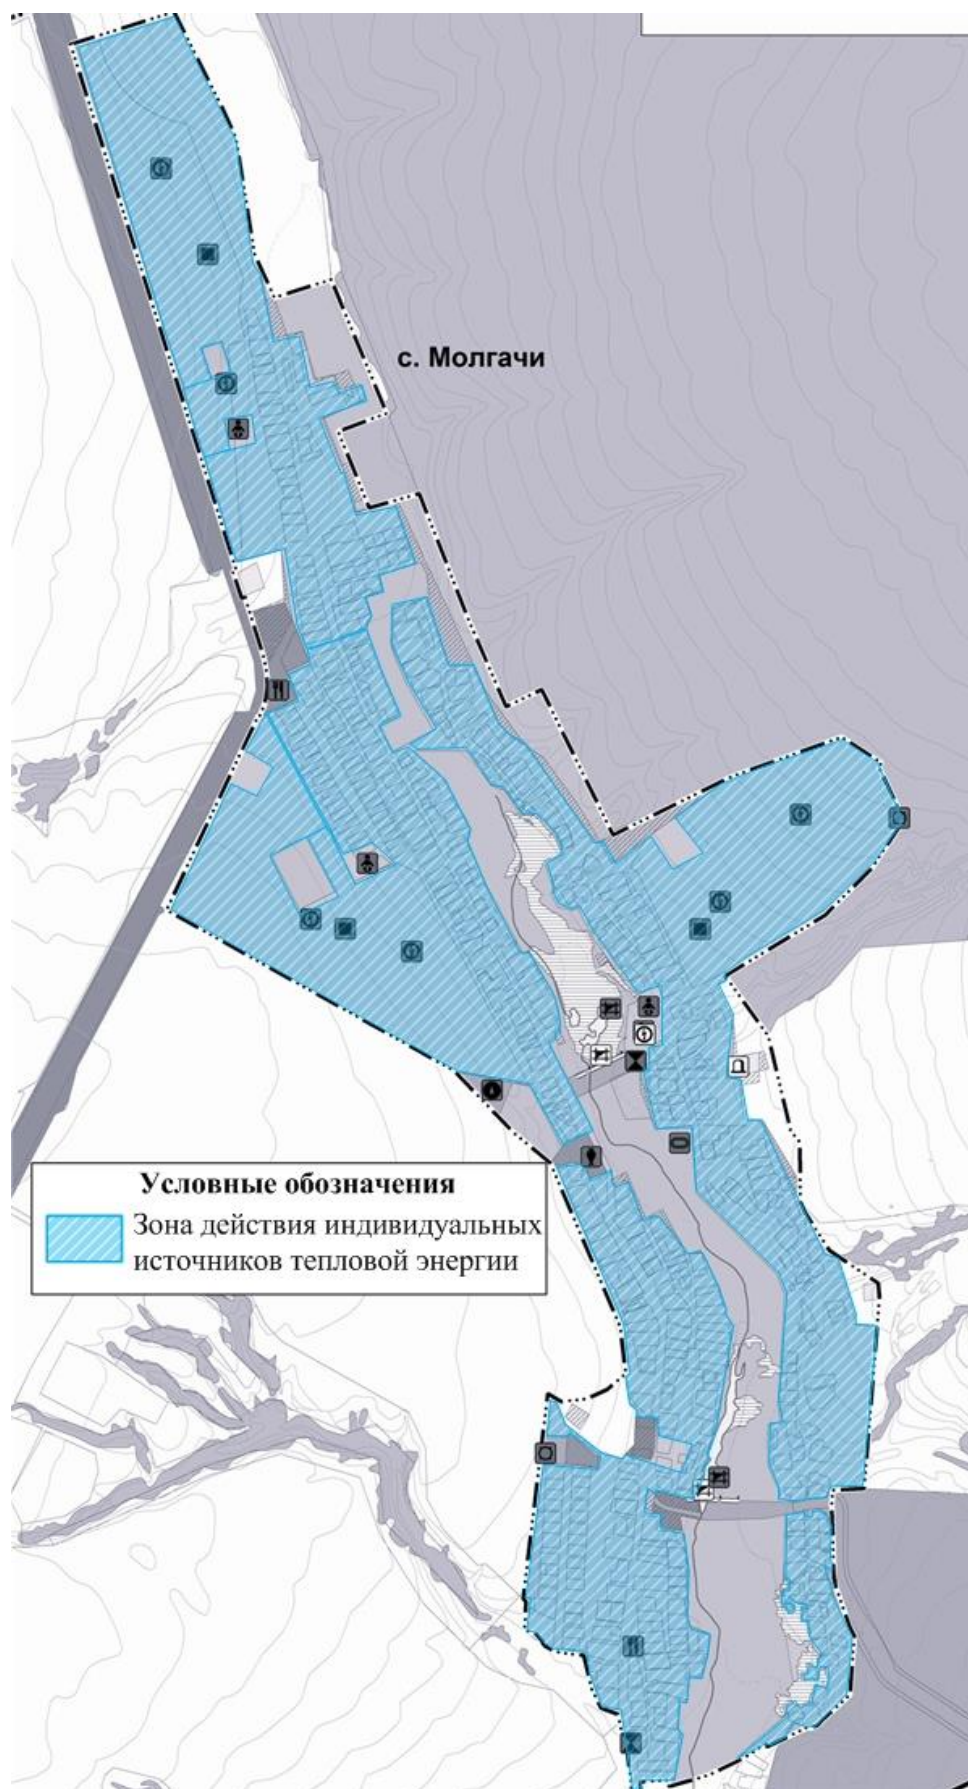 с. Молгачи
Условные обозначения
Зона действия индивидуальных
источников тепловой энергии